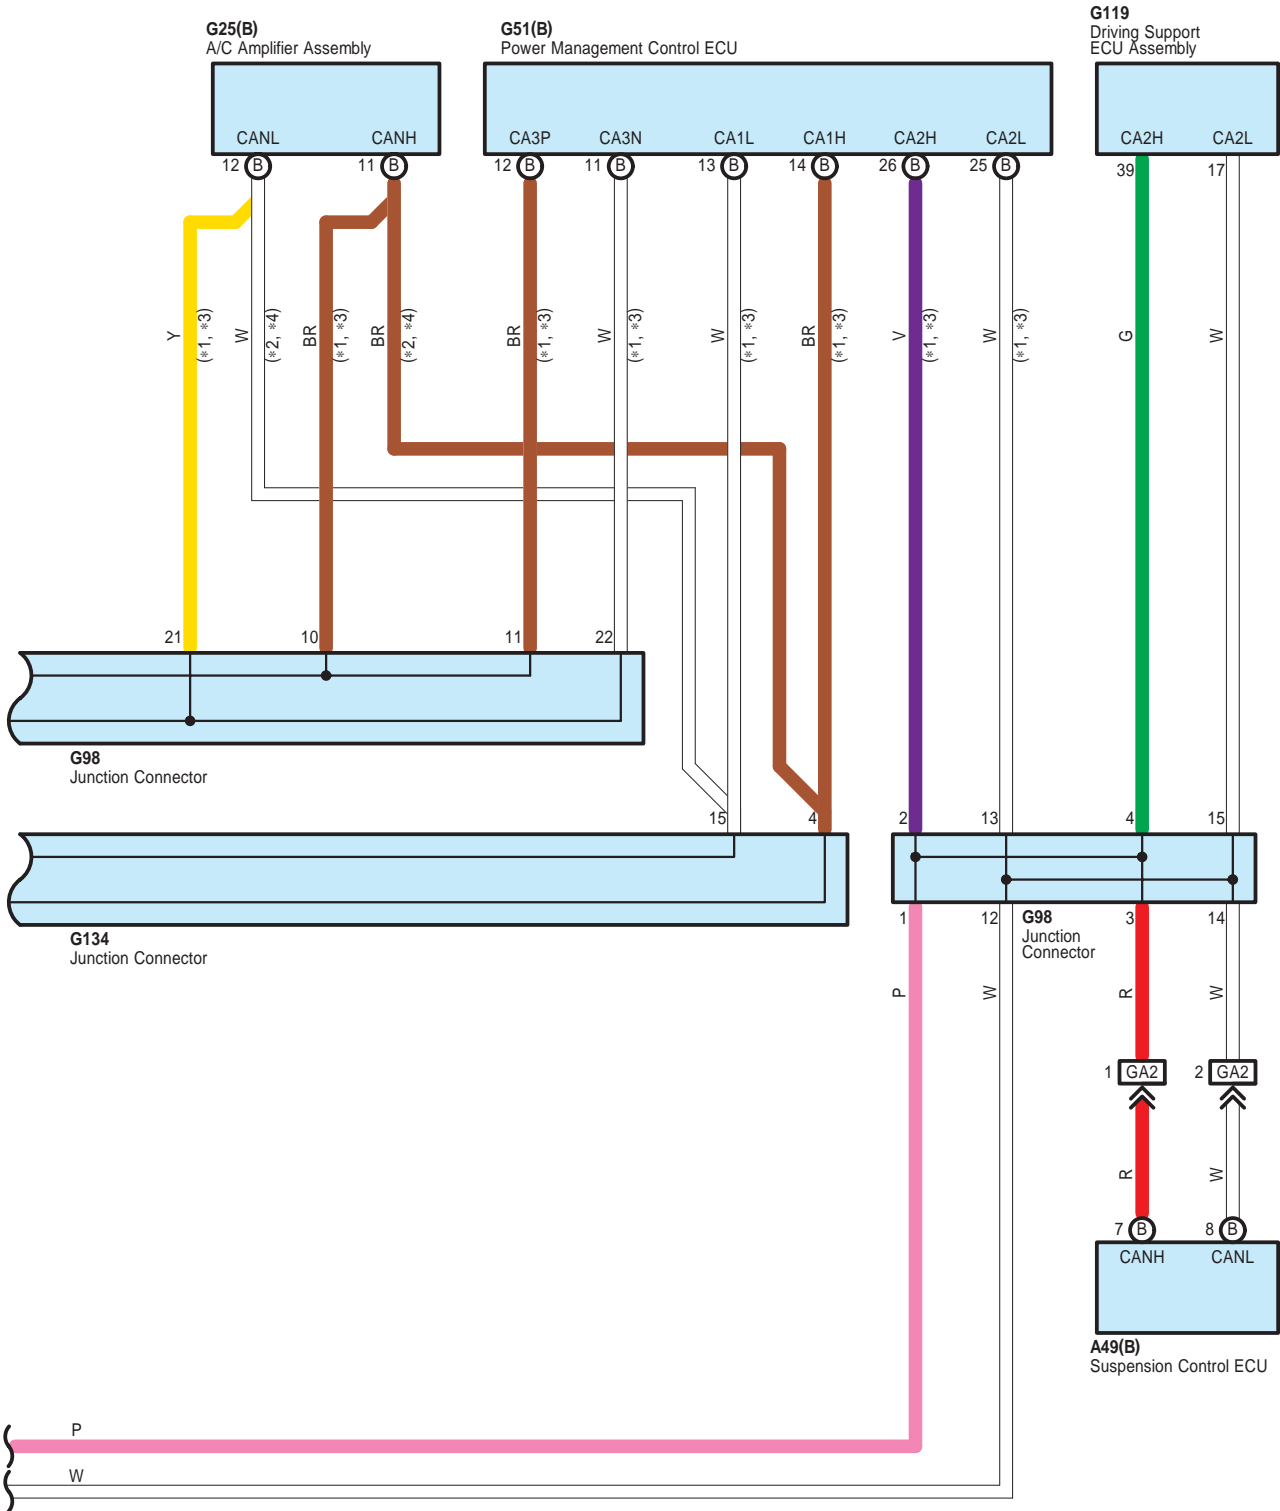 G25(B)
A/C Amplifier Assembly
G51(B)
Power Management Control ECU
G119
Driving Support
ECU Assembly
CANL
CANH
CA3P
CA3N
CA1L
CA1H
CA2H
CA2L
CA2H
CA2L
12 B
11 B
12 B
11 B
13 B
14 B
26 B
25 B
39
17
Y
(*1, *3)
W
(*2, *4)
BR
(*1, *3)
BR
(*2, *4)
BR
(*1, *3)
W
(*1, *3)
W
(*1, *3)
BR
(*1, *3)
V
(*1, *3)
W
(*1, *3)
G
W
21
10
11
22
G98
Junction Connector
15
4
2
13
4
15
G134
Junction Connector
1
12
G98
Junction
Connector
3
14
P
W
R
W
1 GA2
2 GA2
R
W
7 B
8 B
CANH
CANL
A49(B)
Suspension Control ECU
P
W